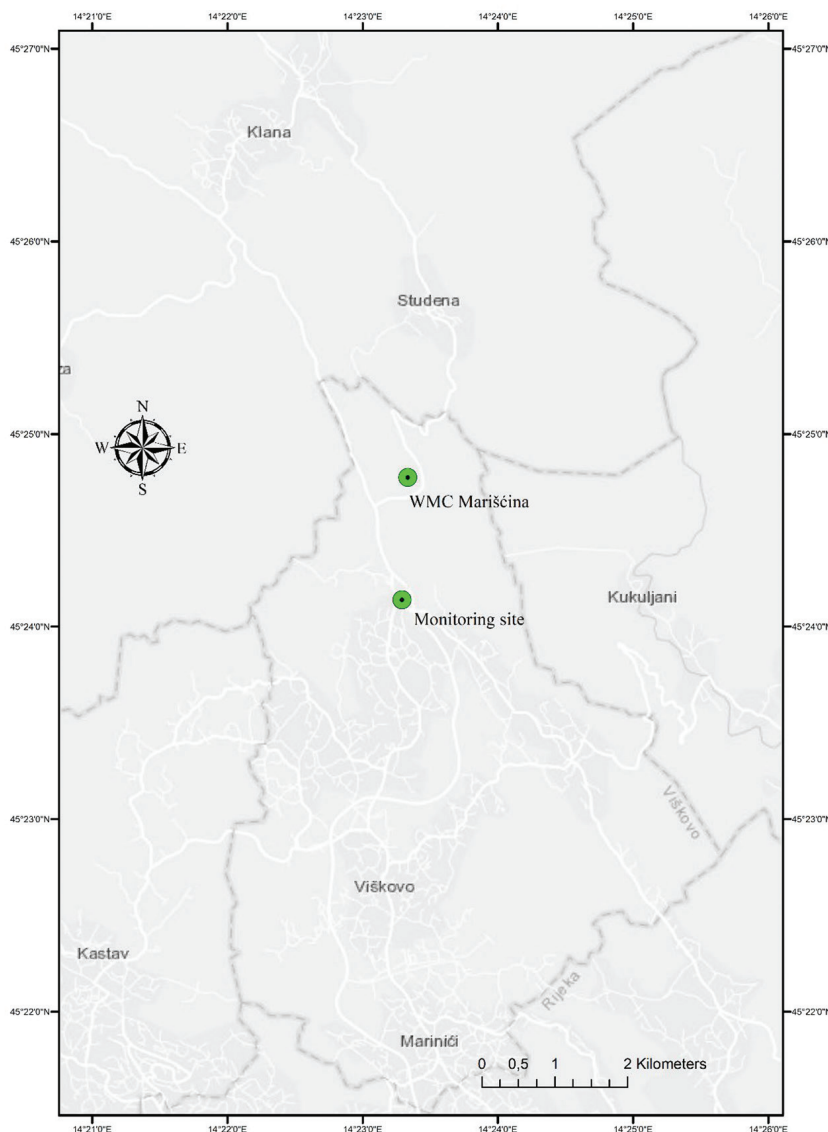 14°21'0"E 14°22'0"E 14°23'0"E 14°24'0"E 14°25'0"E 14°26'0"E
45°27'0"N 45°27'0"N
Klana
45°26'0"N 45°26'0"N
Studena
za
45°25'0"N 45°25'0"N
N
W E
S
WMC Marišćina
Kukuljani
Monitoring site
45°24'0"N 45°24'0"N
Viškovo
45°23'0"N 45°23'0"N
Viškovo
Kastav
Rijeka
45°22'0"N 45°22'0"N
Marinići
0 0,5 1 2 Kilometers
14°21'0"E 14°22'0"E 14°23'0"E 14°24'0"E 14°25'0"E 14°26'0"E